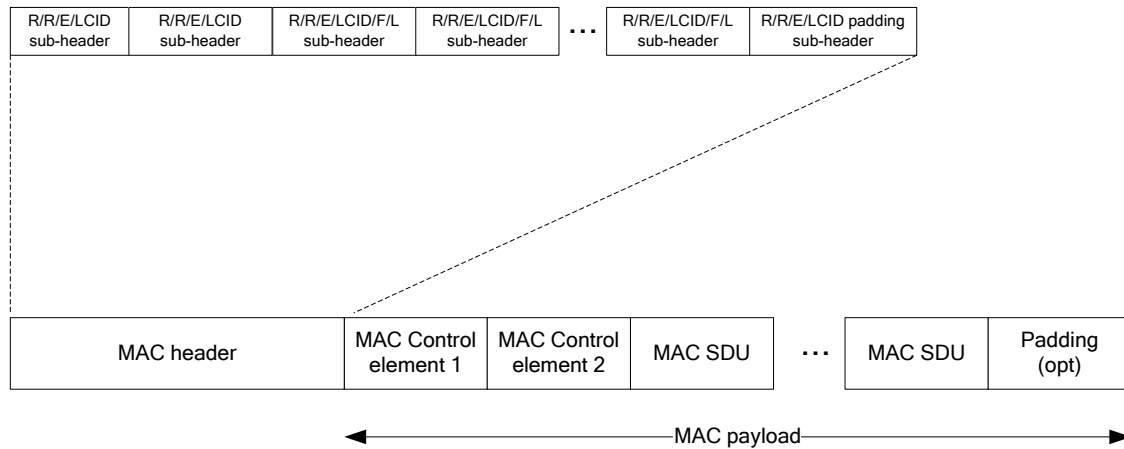 R/R/E/LCID
sub-header
R/R/E/LCID
sub-header
R/R/E/LCID/F/L
sub-header
R/R/E/LCID/F/L
sub-header
...
R/R/E/LCID/F/L
sub-header
R/R/E/LCID padding
sub-header
MAC header
MAC Control
element 1
MAC Control
element 2
MAC SDU
...
MAC SDU
Padding
(opt)
MAC payload